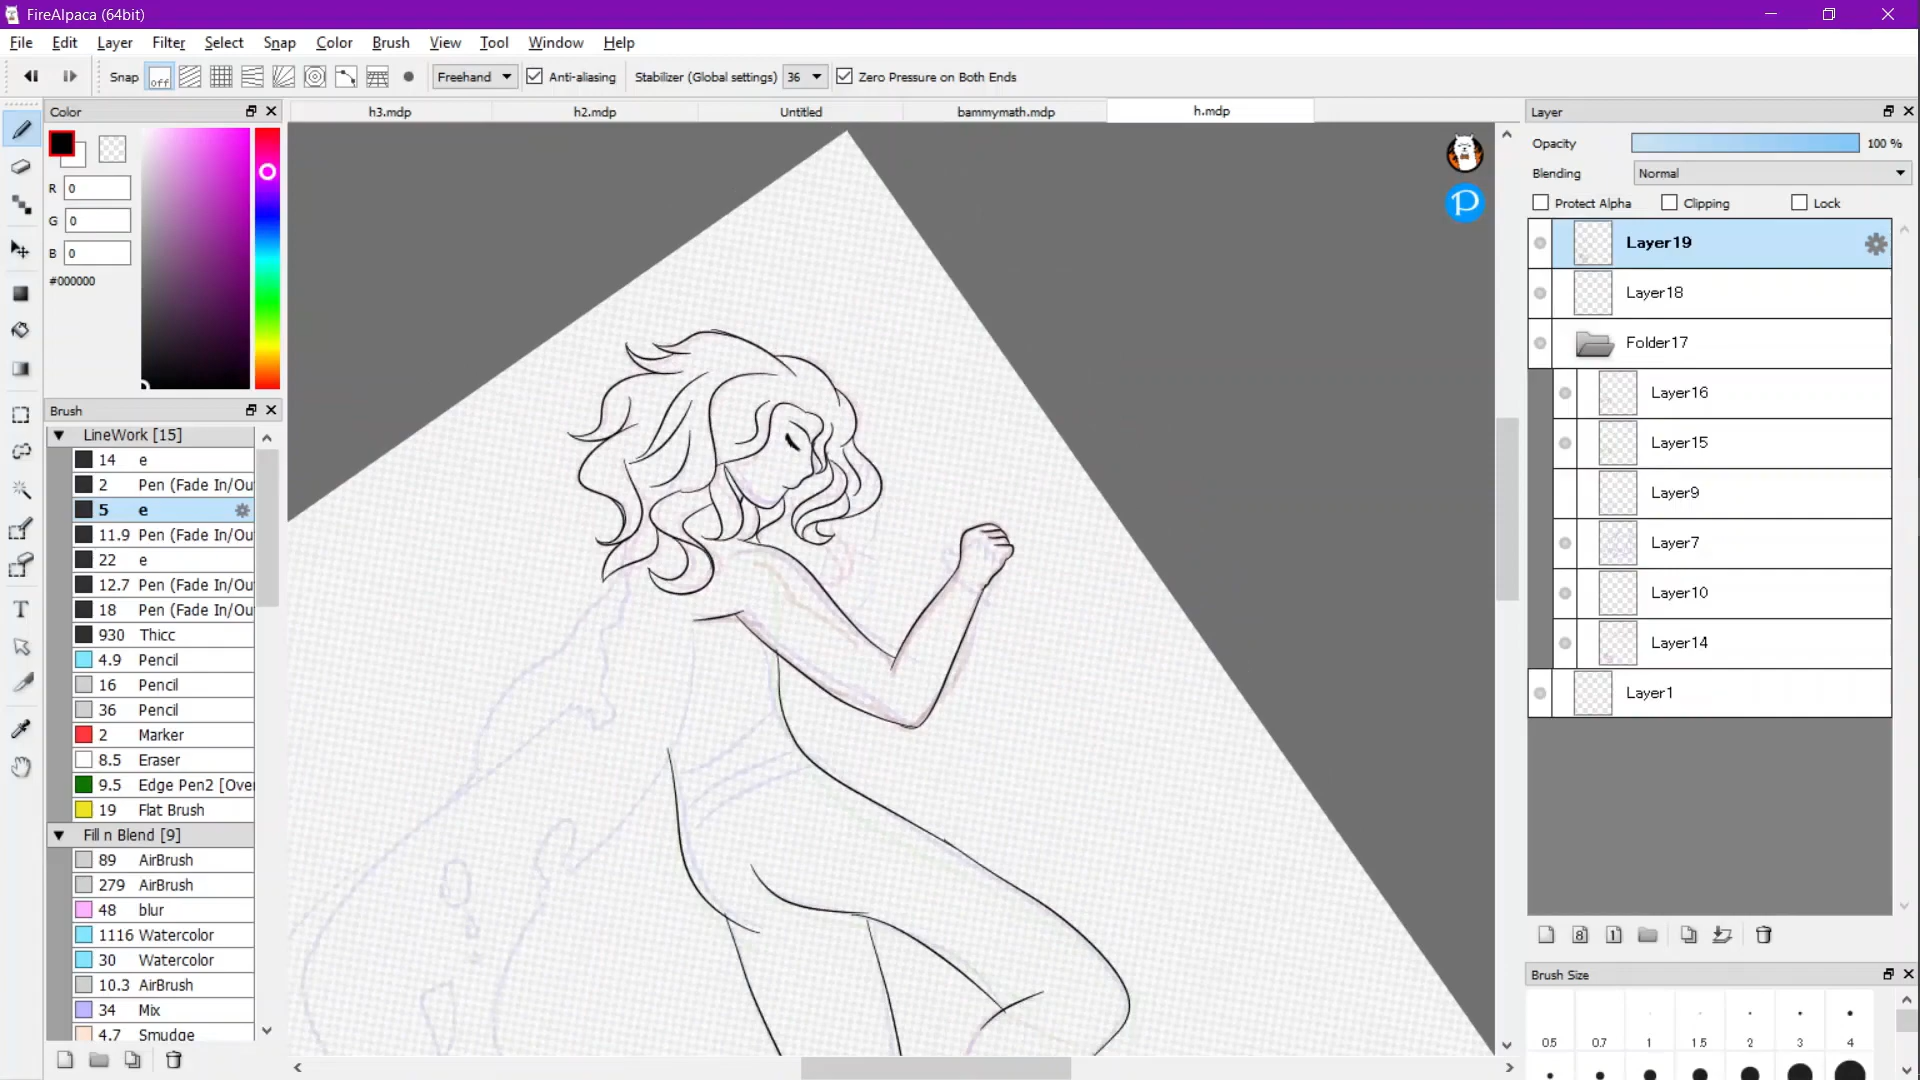 FireAlpaca (64bit)
File Edit Layer Filter Select Snap Color Brush View Tool Window Help
Snap off Freehand Anti-aliasing Stabilizer (Global settings) 36 Zero Pressure on Both Ends
Color
h3.mdp h2.mdp Untitled bammymath.mdp h.mdp
Layer
R 0
G 0
B 0
#000000
Brush
LineWork [15]
14 e
2 Pen (Fade In/Ou
5 e
11.9 Pen (Fade In/Ou
22 e
12.7 Pen (Fade In/Ou
18 Pen (Fade In/Ou
930 Thicc
4.9 Pencil
16 Pencil
36 Pencil
2 Marker
8.5 Eraser
9.5 Edge Pen2 [Ove
19 Flat Brush
Fill n Blend [9]
89 AirBrush
279 AirBrush
48 blur
1116 Watercolor
30 Watercolor
10.3 AirBrush
34 Mix
4.7 Smudge
T
P
Opacity 100 %
Blending Normal
Protect Alpha Clipping Lock
Layer19
Layer18
Folder17
Layer16
Layer15
Layer9
Layer7
Layer10
Layer14
Layer1
8 1
Brush Size
0.5 0.7 1 1.5 2 3 4